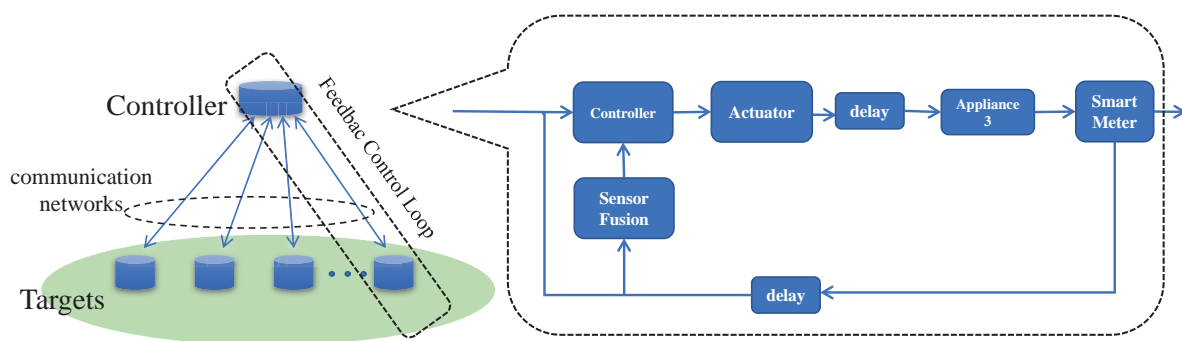 Controller
communication
networks
Targets
Feedbac Control Loop
Controller
Actuator
delay
Appliance
3
Smart
Meter
Sensor
Fusion
delay